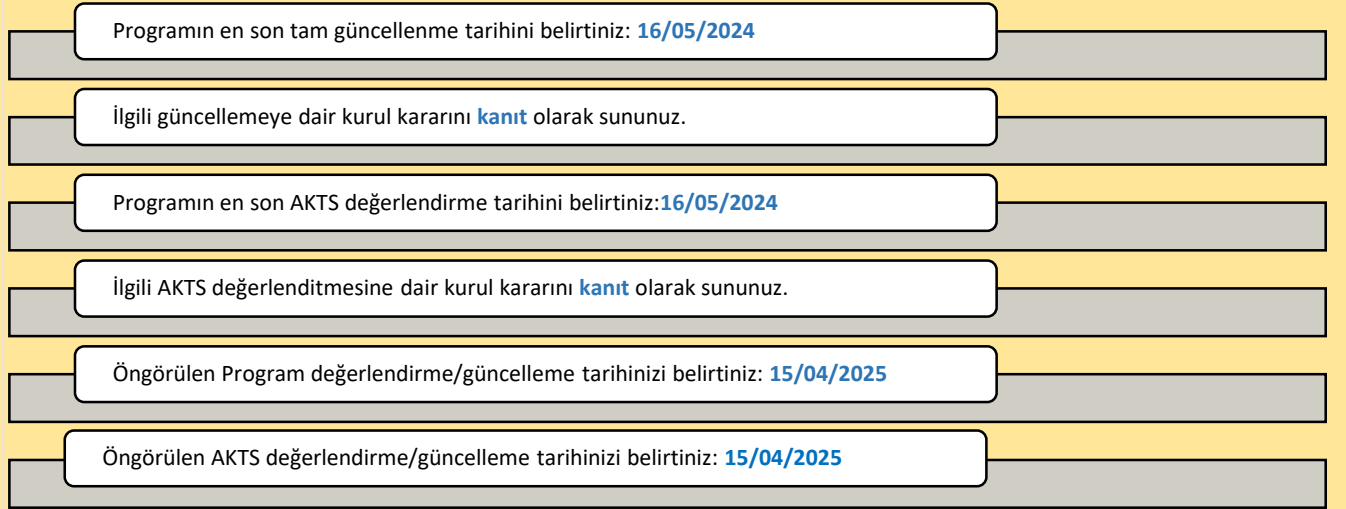 Programın en son tam güncellenme tarihini belirtiniz: 16/05/2024
İlgili güncellemeye dair kurul kararını kanıt olarak sununuz.
Programın en son AKTS değerlendirme tarihini belirtiniz:16/05/2024
İlgili AKTS değerlenditmesine dair kurul kararını kanıt olarak sununuz.
Öngörülen Program değerlendirme/güncelleme tarihinizi belirtiniz: 15/04/2025
Öngörülen AKTS değerlendirme/güncelleme tarihinizi belirtiniz: 15/04/2025